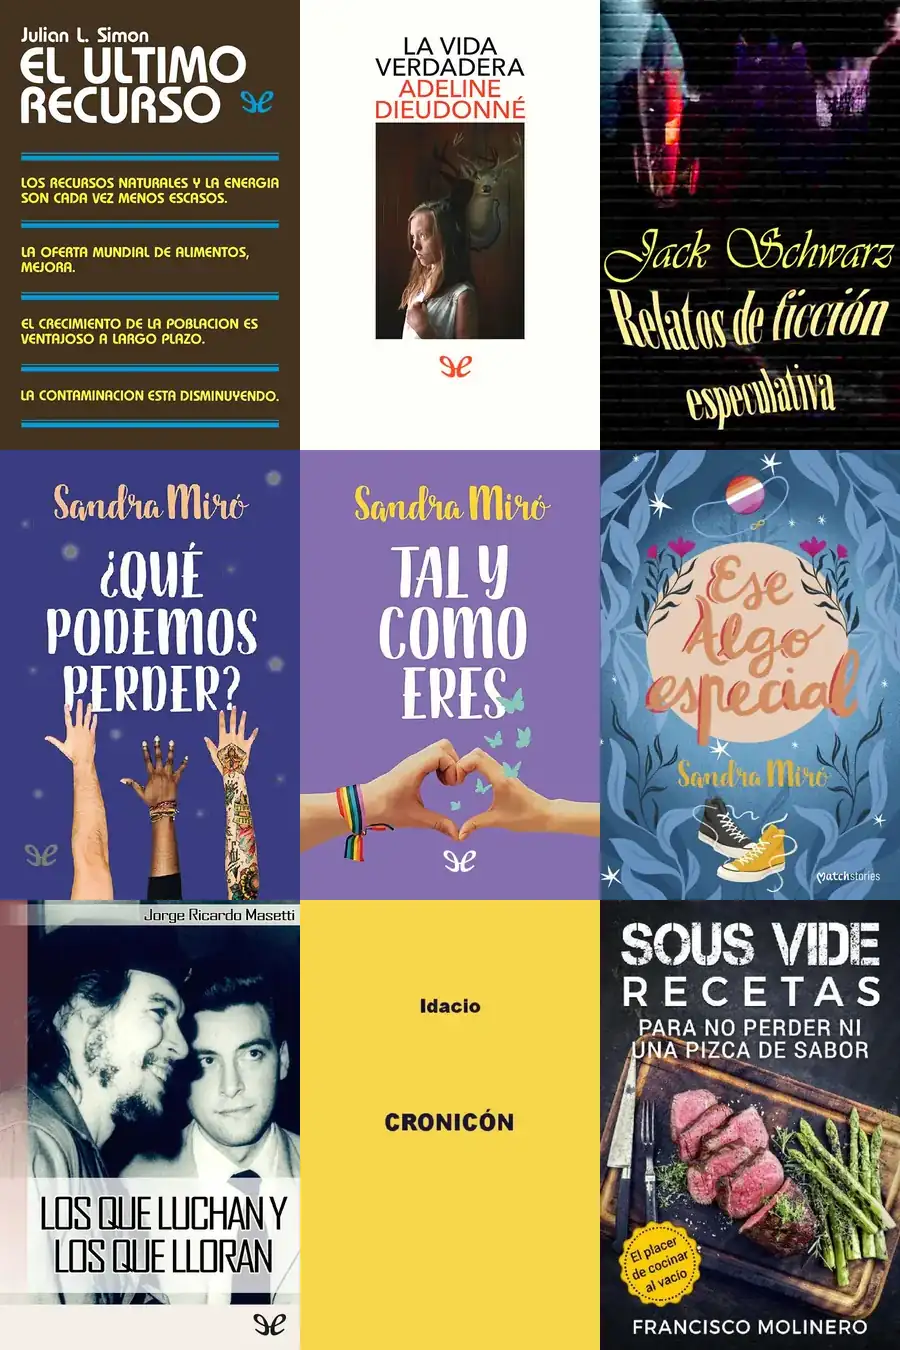 Julian L. Simon
EL ULTIMO
RECURSO
LOS RECURSOS NATURALES Y LA ENERGIA
SON CADA VEZ MENOS ESCASOS.
LA OFERTA MUNDIAL DE ALIMENTOS,
MEJORA.
EL CRECIMIENTO DE LA POBLACION ES
VENTAJOSO A LARGO PLAZO.
LA CONTAMINACION ESTA DISMINUYENDO.
LA VIDA
VERDADERA
ADELINE
DIEUDONNÉ
Jack Schwarz
Relatos de ficción
especulativa
Sandra Miró
¿QUÉ
PODEMOS
PERDER?
Sandra Miró
TAL Y
COMO
ERES
Ese
Algo
especial
Sandra Miró
Matchstories
Jorge Ricardo Masetti
LOS QUE LUCHAN Y
LOS QUE LLORAN
Idacio
CRONICÓN
SOUS VIDE
RECETAS
PARA NO PERDER NI
UNA PIZCA DE SABOR
El placer
de cocinar
al vacío
FRANCISCO MOLINERO